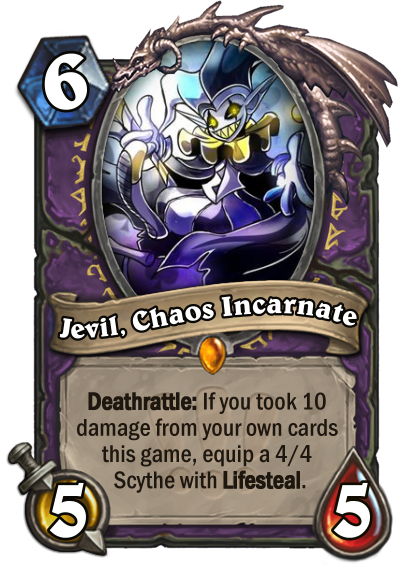 6
Jevil, Chaos Incarnate
Deathrattle: If you took 10
damage from your own cards
this game, equip a 4/4
Scythe with Lifesteal.
5
5